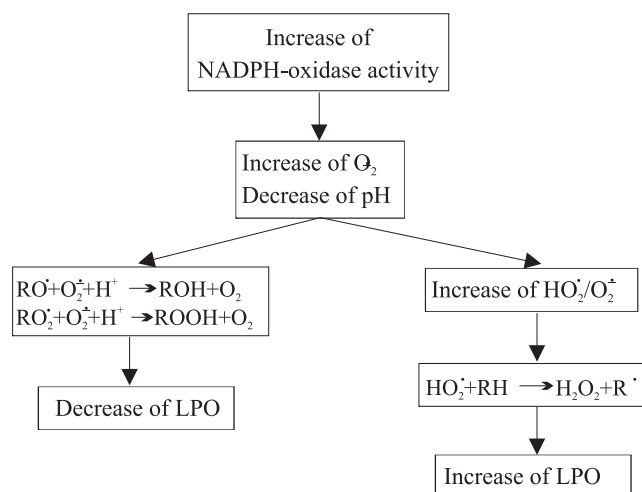 Increase of
NADPH-oxidase activity
Increase of O₂∸
Decrease of pH
RO•+O₂∸+H⁺ → ROH+O₂
RO₂•+O₂∸+H⁺ → ROOH+O₂
Increase of HO₂•/O₂∸
Decrease of LPO
HO₂•+RH → H₂O₂+R•
Increase of LPO